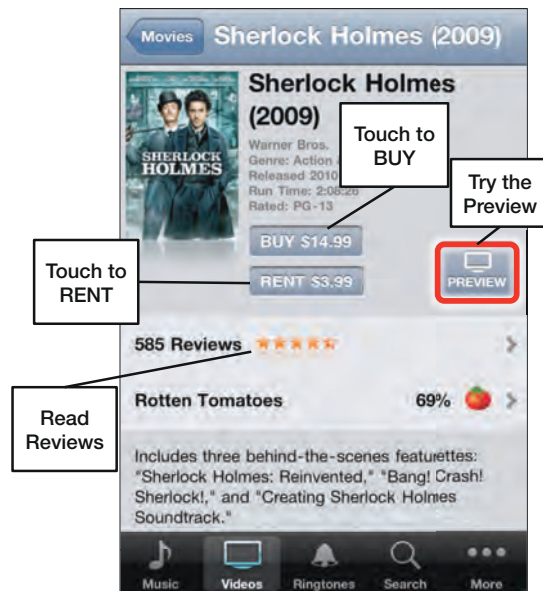 Movies
Sherlock Holmes (2009)
Sherlock Holmes
(2009)
SHERLOCK
HOLMES
Warner Bros.
Genre: Action
Released 2010
Run Time: 2:08:26
Rated: PG-13
Touch to
BUY
Try the
Preview
BUY $14.99
Touch to
RENT
RENT $3.99
PREVIEW
585 Reviews
Read
Reviews
Rotten Tomatoes 69%
Includes three behind-the-scenes featurettes:
"Sherlock Holmes: Reinvented," "Bang! Crash!
Sherlock!," and "Creating Sherlock Holmes
Soundtrack."
Music Videos Ringtones Search More